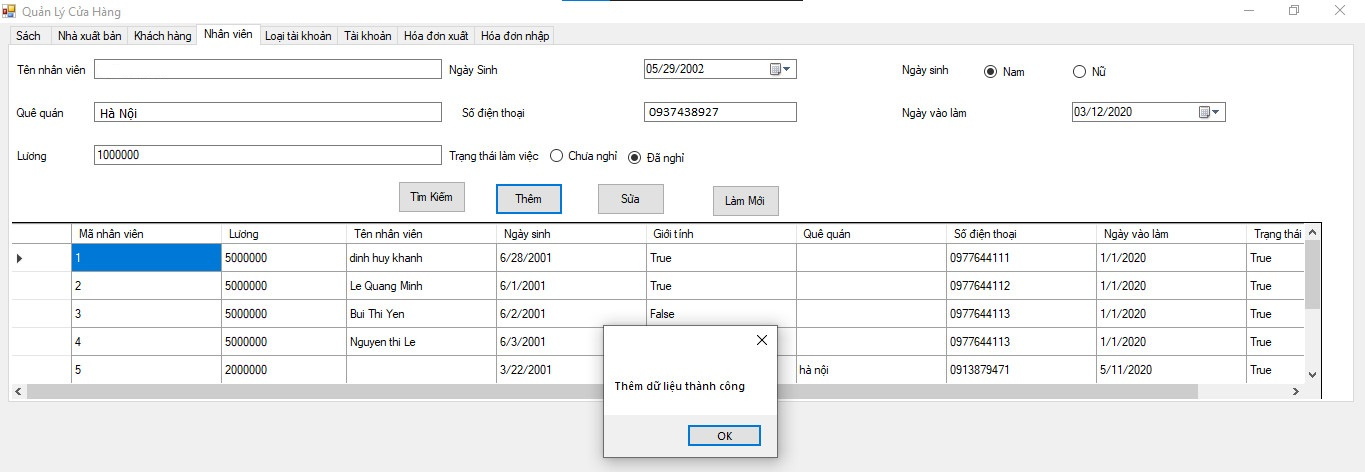 Quản Lý Cửa Hàng
Sách Nhà xuất bản Khách hàng Nhân viên Loại tài khoản Tài khoản Hóa đơn xuất Hóa đơn nhập
Tên nhân viên Ngày Sinh 05/29/2002 Ngày sinh Nam Nữ
Quê quán Hà Nội Số điện thoại 0937438927 Ngày vào làm 03/12/2020
Lương 1000000 Trạng thái làm việc Chưa nghỉ Đã nghỉ
Tìm Kiếm Thêm Sửa Làm Mới
Mã nhân viên Lương Tên nhân viên Ngày sinh Giới tính Quê quán Số điện thoại Ngày vào làm Trạng thái
1 5000000 dinh huy khanh 6/28/2001 True 0977644111 1/1/2020 True
2 5000000 Le Quang Minh 6/1/2001 True 0977644112 1/1/2020 True
3 5000000 Bui Thi Yen 6/2/2001 False 0977644113 1/1/2020 True
4 5000000 Nguyen thi Le 6/3/2001 0977644113 1/1/2020 True
5 2000000 3/22/2001 hà nội 0913879471 5/11/2020 True
Thêm dữ liệu thành công
OK